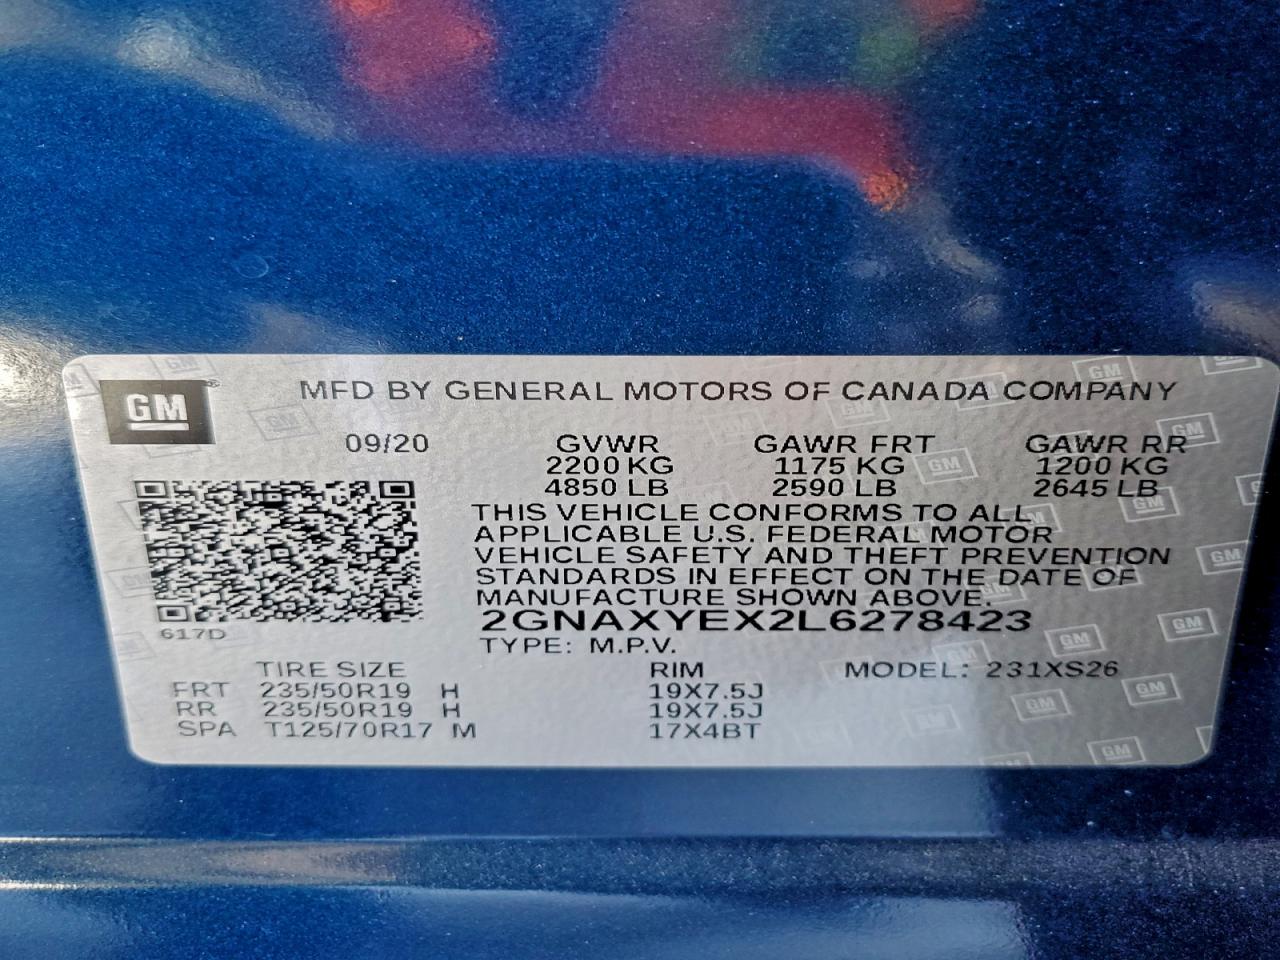 GM®
MFD BY GENERAL MOTORS OF CANADA COMPANY
09/20 GVWR GAWR FRT GAWR RR
2200 KG 1175 KG 1200 KG
4850 LB 2590 LB 2645 LB
THIS VEHICLE CONFORMS TO ALL
APPLICABLE U.S. FEDERAL MOTOR
VEHICLE SAFETY AND THEFT PREVENTION
STANDARDS IN EFFECT ON THE DATE OF
MANUFACTURE SHOWN ABOVE.
2GNAXYEX2L6278423
617D
TYPE: M.P.V.
TIRE SIZE RIM MODEL: 231XS26
FRT 235/50R19 H 19X7.5J
RR 235/50R19 H 19X7.5J
SPA T125/70R17 M 17X4BT